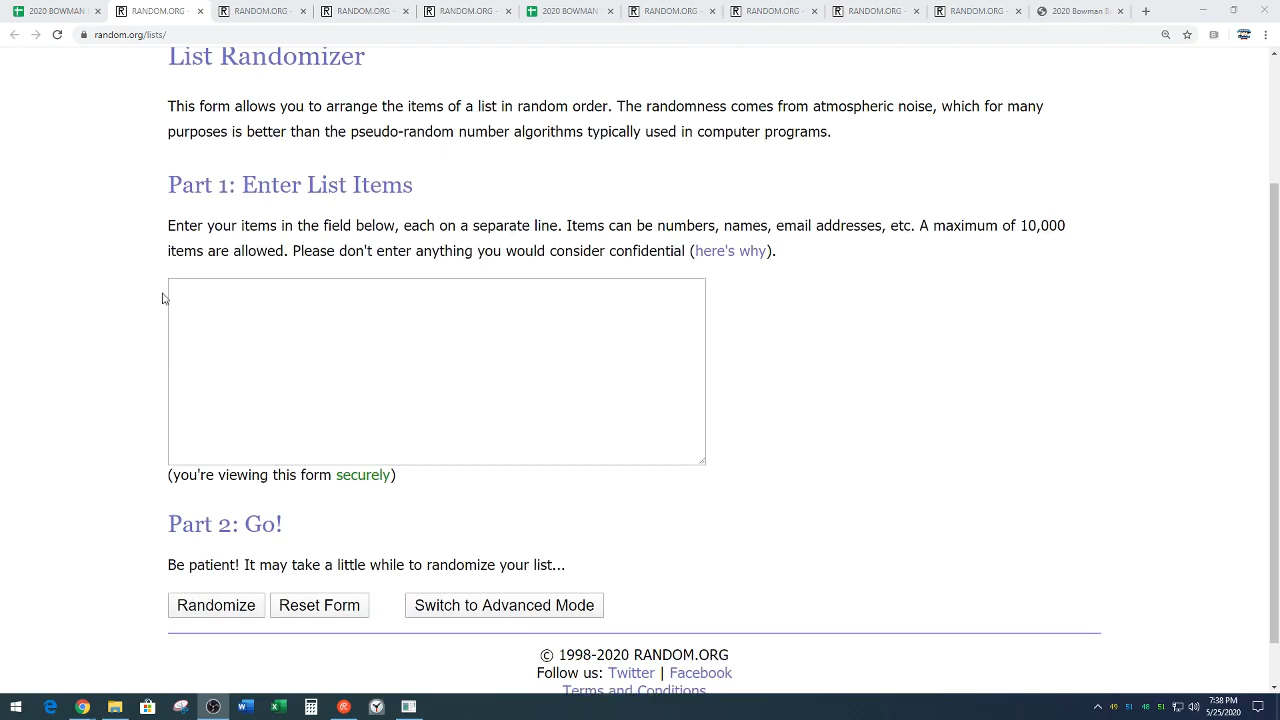 2020 BOWMAN
RANDOM.ORG -
RANDOM.ORG -
RANDOM.ORG -
RANDOM.ORG -
2020 BOWMAN
RANDOM.ORG -
RANDOM.ORG -
RANDOM.ORG -
RANDOM.ORG -
2020 Bowman
random.org/lists/
List Randomizer
This form allows you to arrange the items of a list in random order. The randomness comes from atmospheric noise, which for many
purposes is better than the pseudo-random number algorithms typically used in computer programs.
Part 1: Enter List Items
Enter your items in the field below, each on a separate line. Items can be numbers, names, email addresses, etc. A maximum of 10,000
items are allowed. Please don't enter anything you would consider confidential (here's why).
(you're viewing this form securely)
Part 2: Go!
Be patient! It may take a little while to randomize your list...
Randomize Reset Form Switch to Advanced Mode
© 1998-2020 RANDOM.ORG
Follow us: Twitter | Facebook
Terms and Conditions
49 51 48 51
7:38 PM
5/25/2020